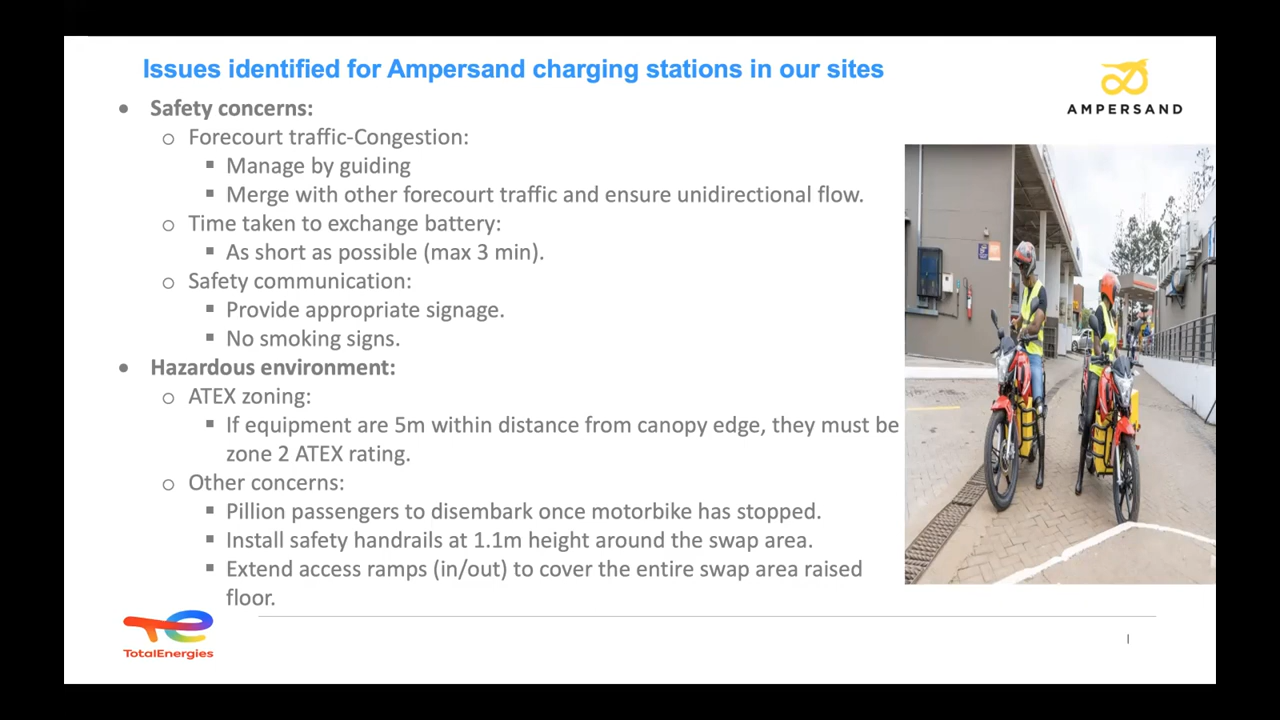 Issues identified for Ampersand charging stations in our sites
AMPERSAND
• Safety concerns:
o Forecourt traffic-Congestion:
▪ Manage by guiding
▪ Merge with other forecourt traffic and ensure unidirectional flow.
o Time taken to exchange battery:
▪ As short as possible (max 3 min).
o Safety communication:
▪ Provide appropriate signage.
▪ No smoking signs.
• Hazardous environment:
o ATEX zoning:
▪ If equipment are 5m within distance from canopy edge, they must be
zone 2 ATEX rating.
o Other concerns:
▪ Pillion passengers to disembark once motorbike has stopped.
▪ Install safety handrails at 1.1m height around the swap area.
▪ Extend access ramps (in/out) to cover the entire swap area raised
floor.
TotalEnergies